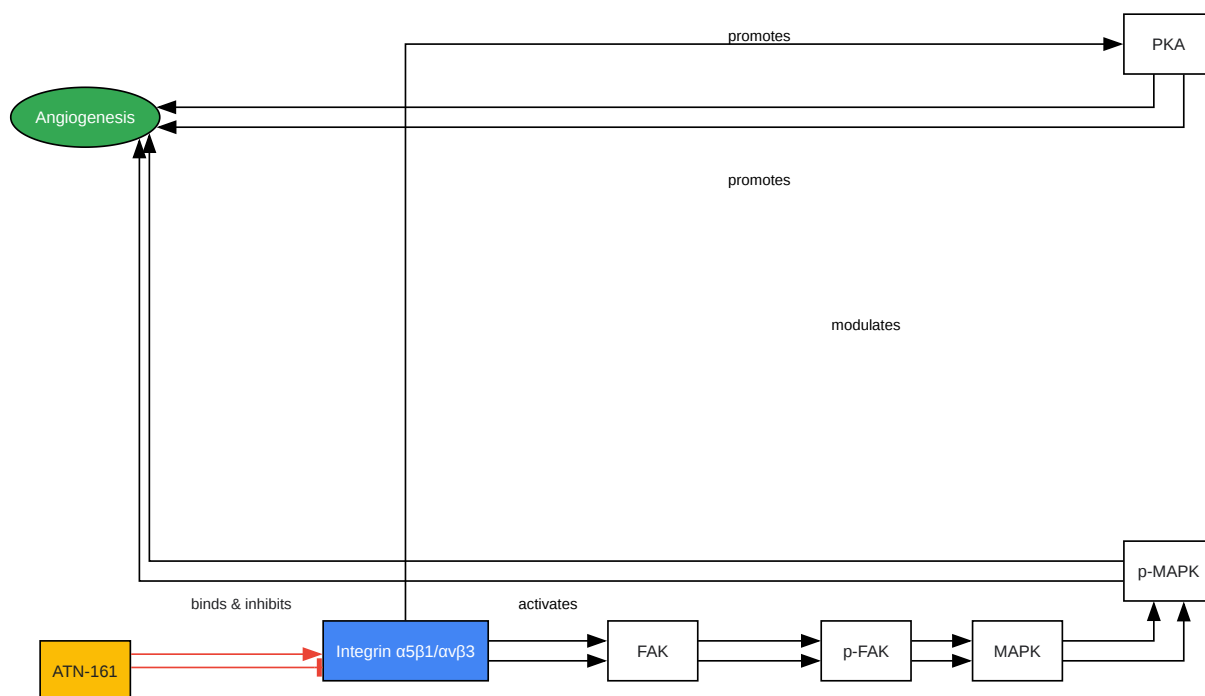 promotes
PKA
Angiogenesis
promotes
modulates
p-MAPK
binds & inhibits
activates
ATN-161
Integrin α5β1/αvβ3
FAK
p-FAK
MAPK